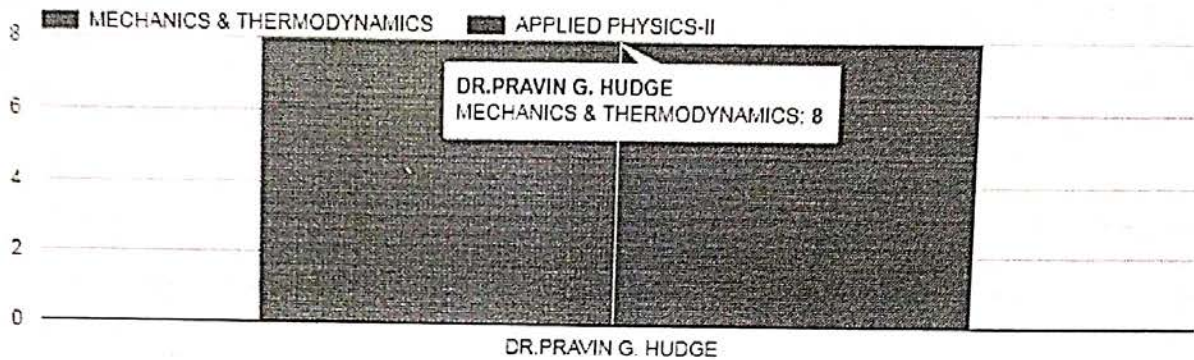 MECHANICS & THERMODYNAMICS APPLIED PHYSICS-II
8
DR.PRAVIN G. HUDGE
MECHANICS & THERMODYNAMICS: 8
6
4
2
0
DR.PRAVIN G. HUDGE